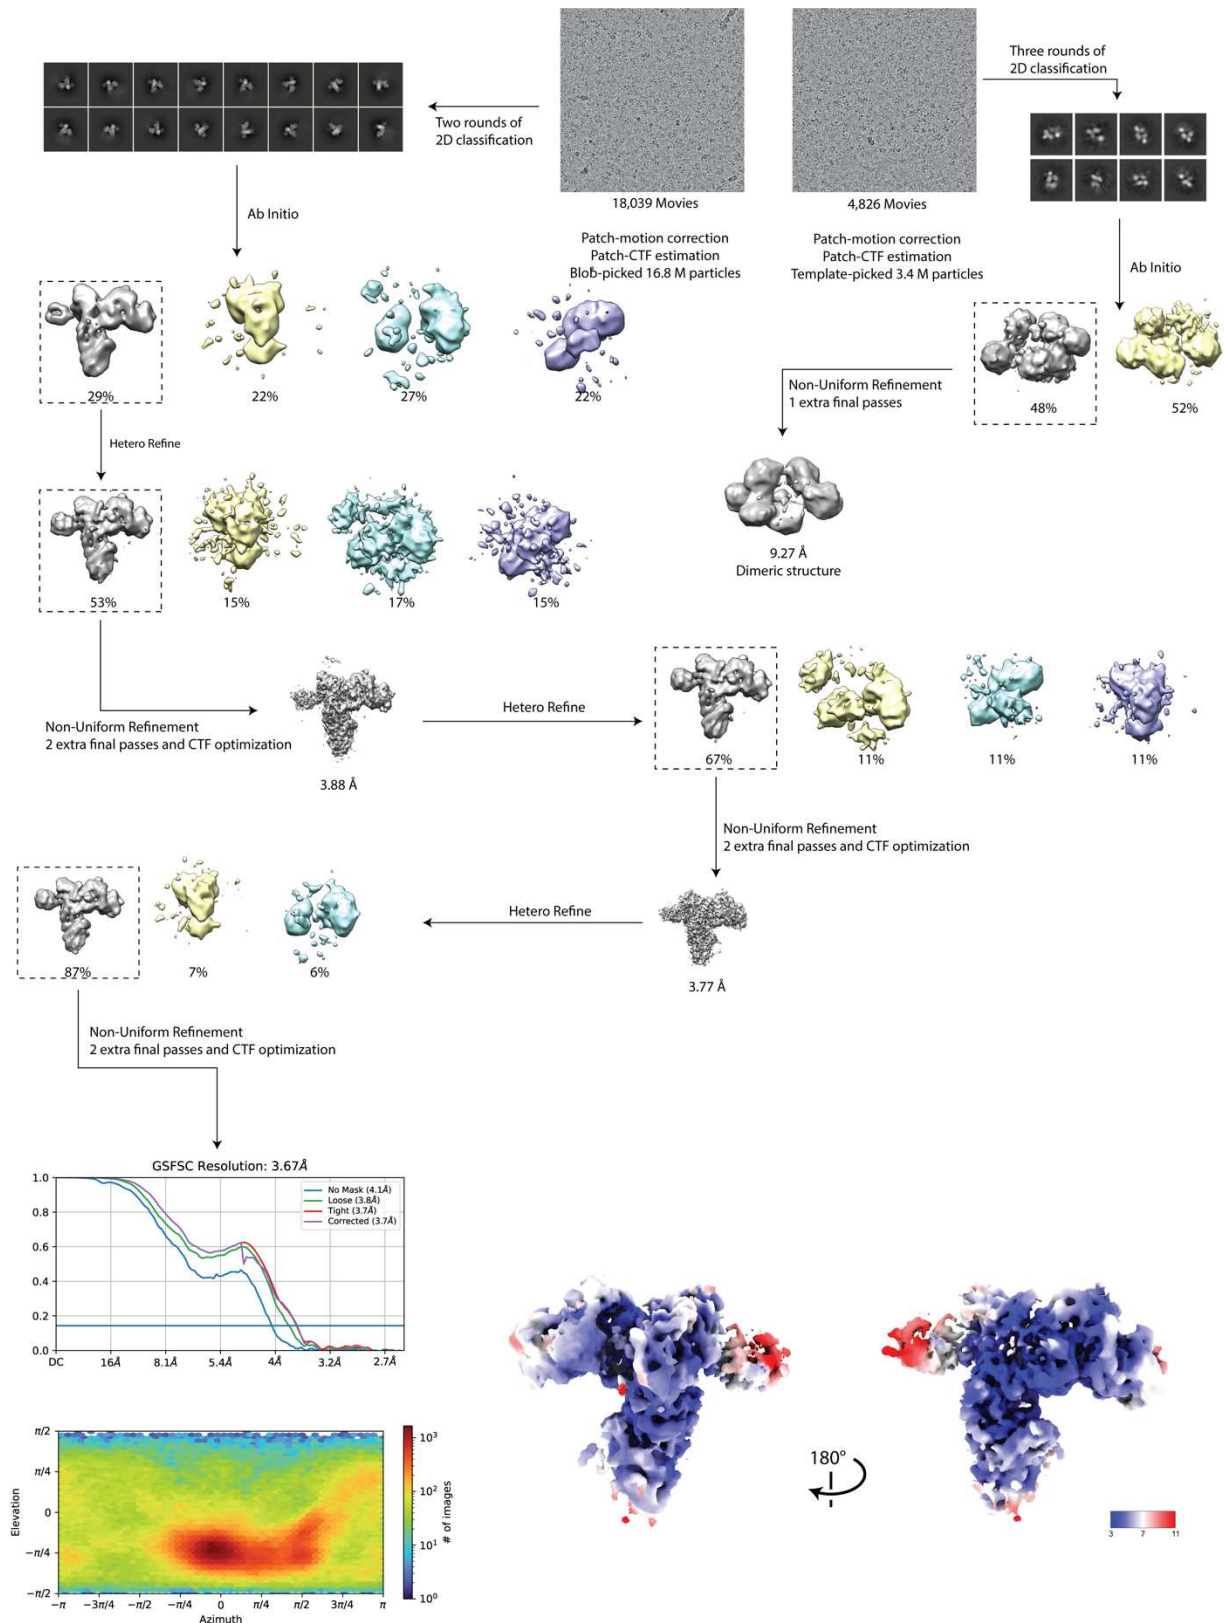 Three rounds of
2D classification
Two rounds of
2D classification
18,039 Movies
4,826 Movies
Patch-motion correction
Patch-CTF estimation
Blob-picked 16.8 M particles
Patch-motion correction
Patch-CTF estimation
Template-picked 3.4 M particles
Ab Initio
Ab Initio
29%
22%
27%
22%
48%
52%
Non-Uniform Refinement
1 extra final passes
Hetero Refine
9.27 Å
Dimeric structure
53%
15%
17%
15%
Non-Uniform Refinement
2 extra final passes and CTF optimization
3.88 Å
Hetero Refine
67%
11%
11%
11%
Non-Uniform Refinement
2 extra final passes and CTF optimization
Hetero Refine
3.77 Å
87%
7%
6%
Non-Uniform Refinement
2 extra final passes and CTF optimization
GSFSC Resolution: 3.67Å
1.0
0.8
0.6
0.4
0.2
0.0
No Mask (4.1Å)
Loose (3.8Å)
Tight (3.7Å)
Corrected (3.7Å)
DC 16Å 8.1Å 5.4Å 4Å 3.2Å 2.7Å
Elevation
π/2
π/4
0
−π/4
−π/2
−π −3π/4 −π/2 −π/4 0 π/4 π/2 3π/4 π
Azimuth
10³
10²
10¹
10⁰
# of images
180°
3 7 11